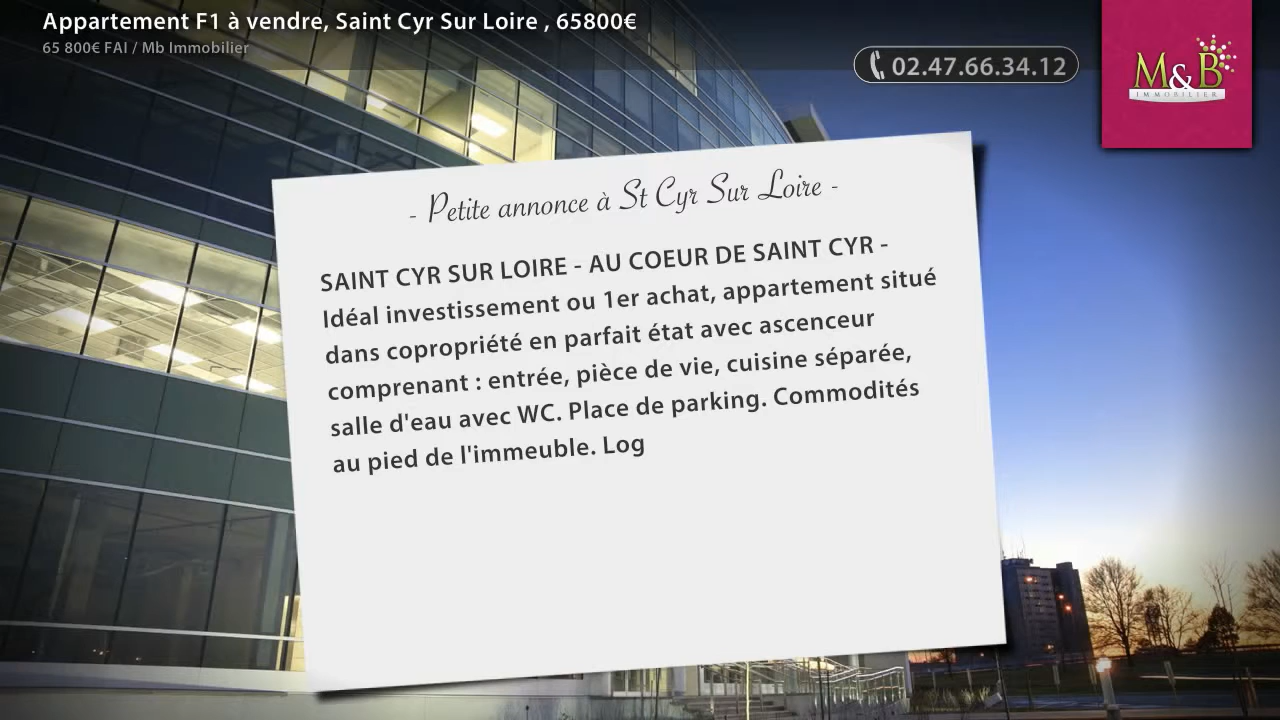 Appartement F1 à vendre, Saint Cyr Sur Loire , 65800€
65 800€ FAI / Mb Immobilier
02.47.66.34.12
M&B
IMMOBILIER
- Petite annonce à St Cyr Sur Loire -
SAINT CYR SUR LOIRE - AU COEUR DE SAINT CYR -
Idéal investissement ou 1er achat, appartement situé
dans copropriété en parfait état avec ascenceur
comprenant : entrée, pièce de vie, cuisine séparée,
salle d'eau avec WC. Place de parking. Commodités
au pied de l'immeuble. Log